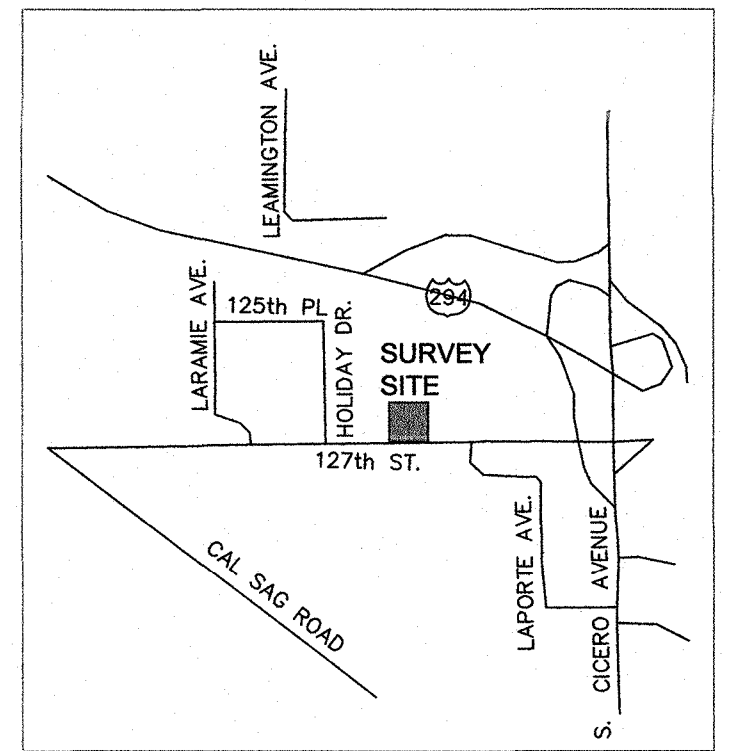 LEAMINGTON AVE.
LARAMIE AVE.
125th PL
HOLIDAY DR.
294
SURVEY
SITE
127th ST.
CAL SAG ROAD
LAPORTE AVE.
S. CICERO AVENUE